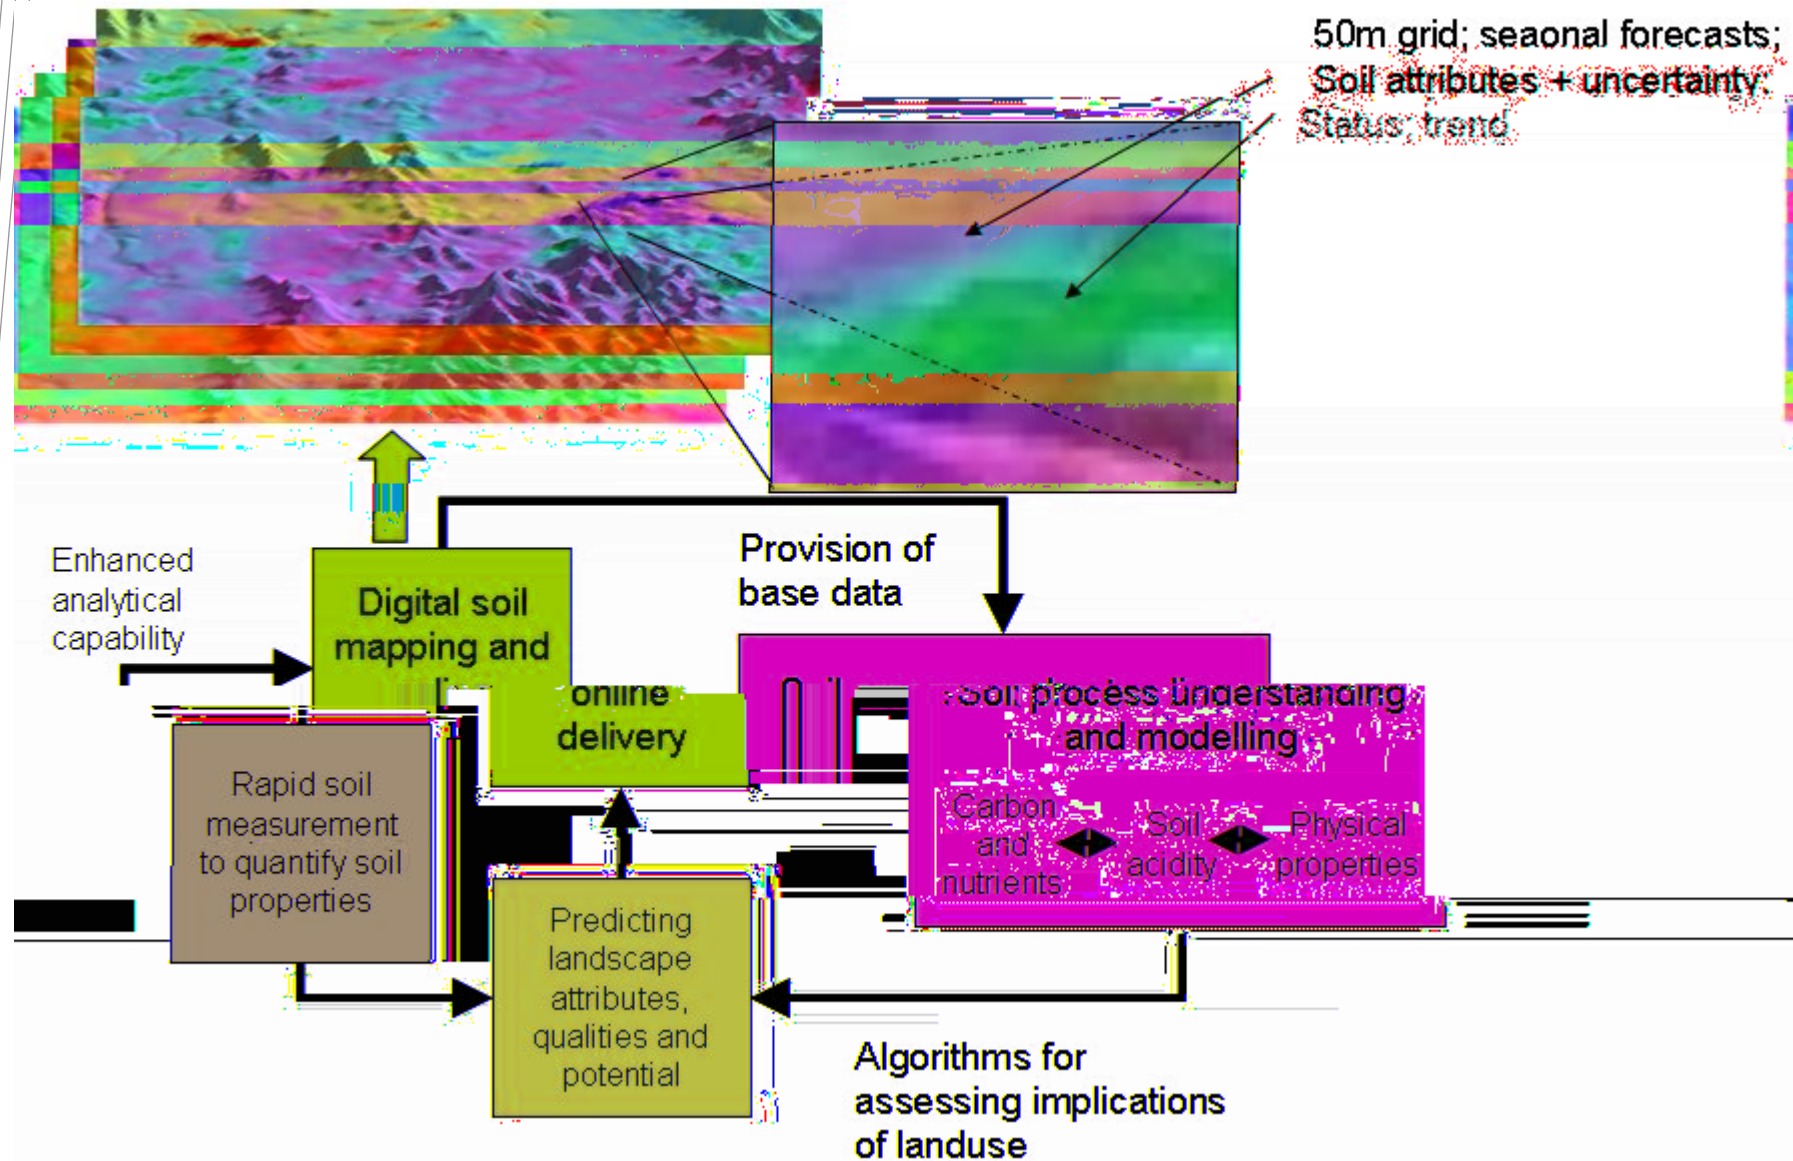 50m grid; seaonal forecasts;
Soil attributes + uncertainty;
Status; trend
Enhanced
analytical
capability
Provision of
base data
Digital soil
mapping and
online
delivery
Soil process understanding
and modelling
Carbon
and
nutrients
Soil
acidity
Physical
properties
Rapid soil
measurement
to quantify soil
properties
Predicting
landscape
attributes,
qualities and
potential
Algorithms for
assessing implications
of landuse